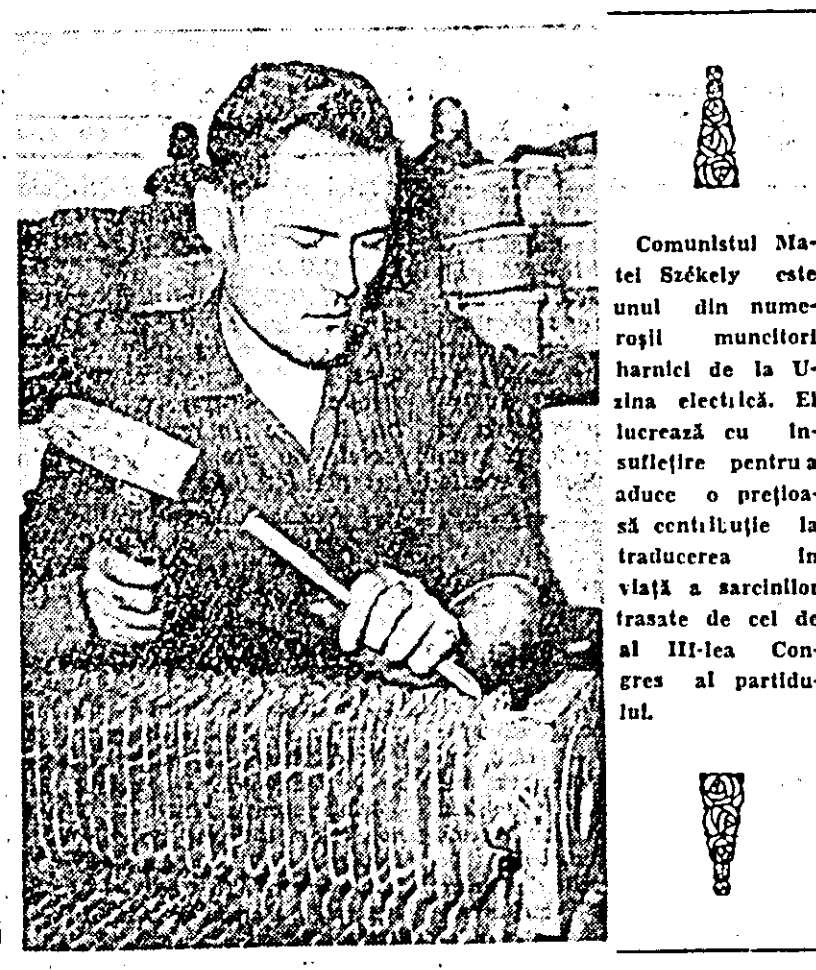 Comunistul Ma-
tei Székely este
unul din nume-
roșii muncitori
harnici de la U-
zina electrică. El
lucrează cu în-
suflețire pentru a
aduce o prețioa-
să contribuție la
traducerea în
viață a sarcinilor
trasate de cel de
al III-lea Con-
gres al partidu-
lui.